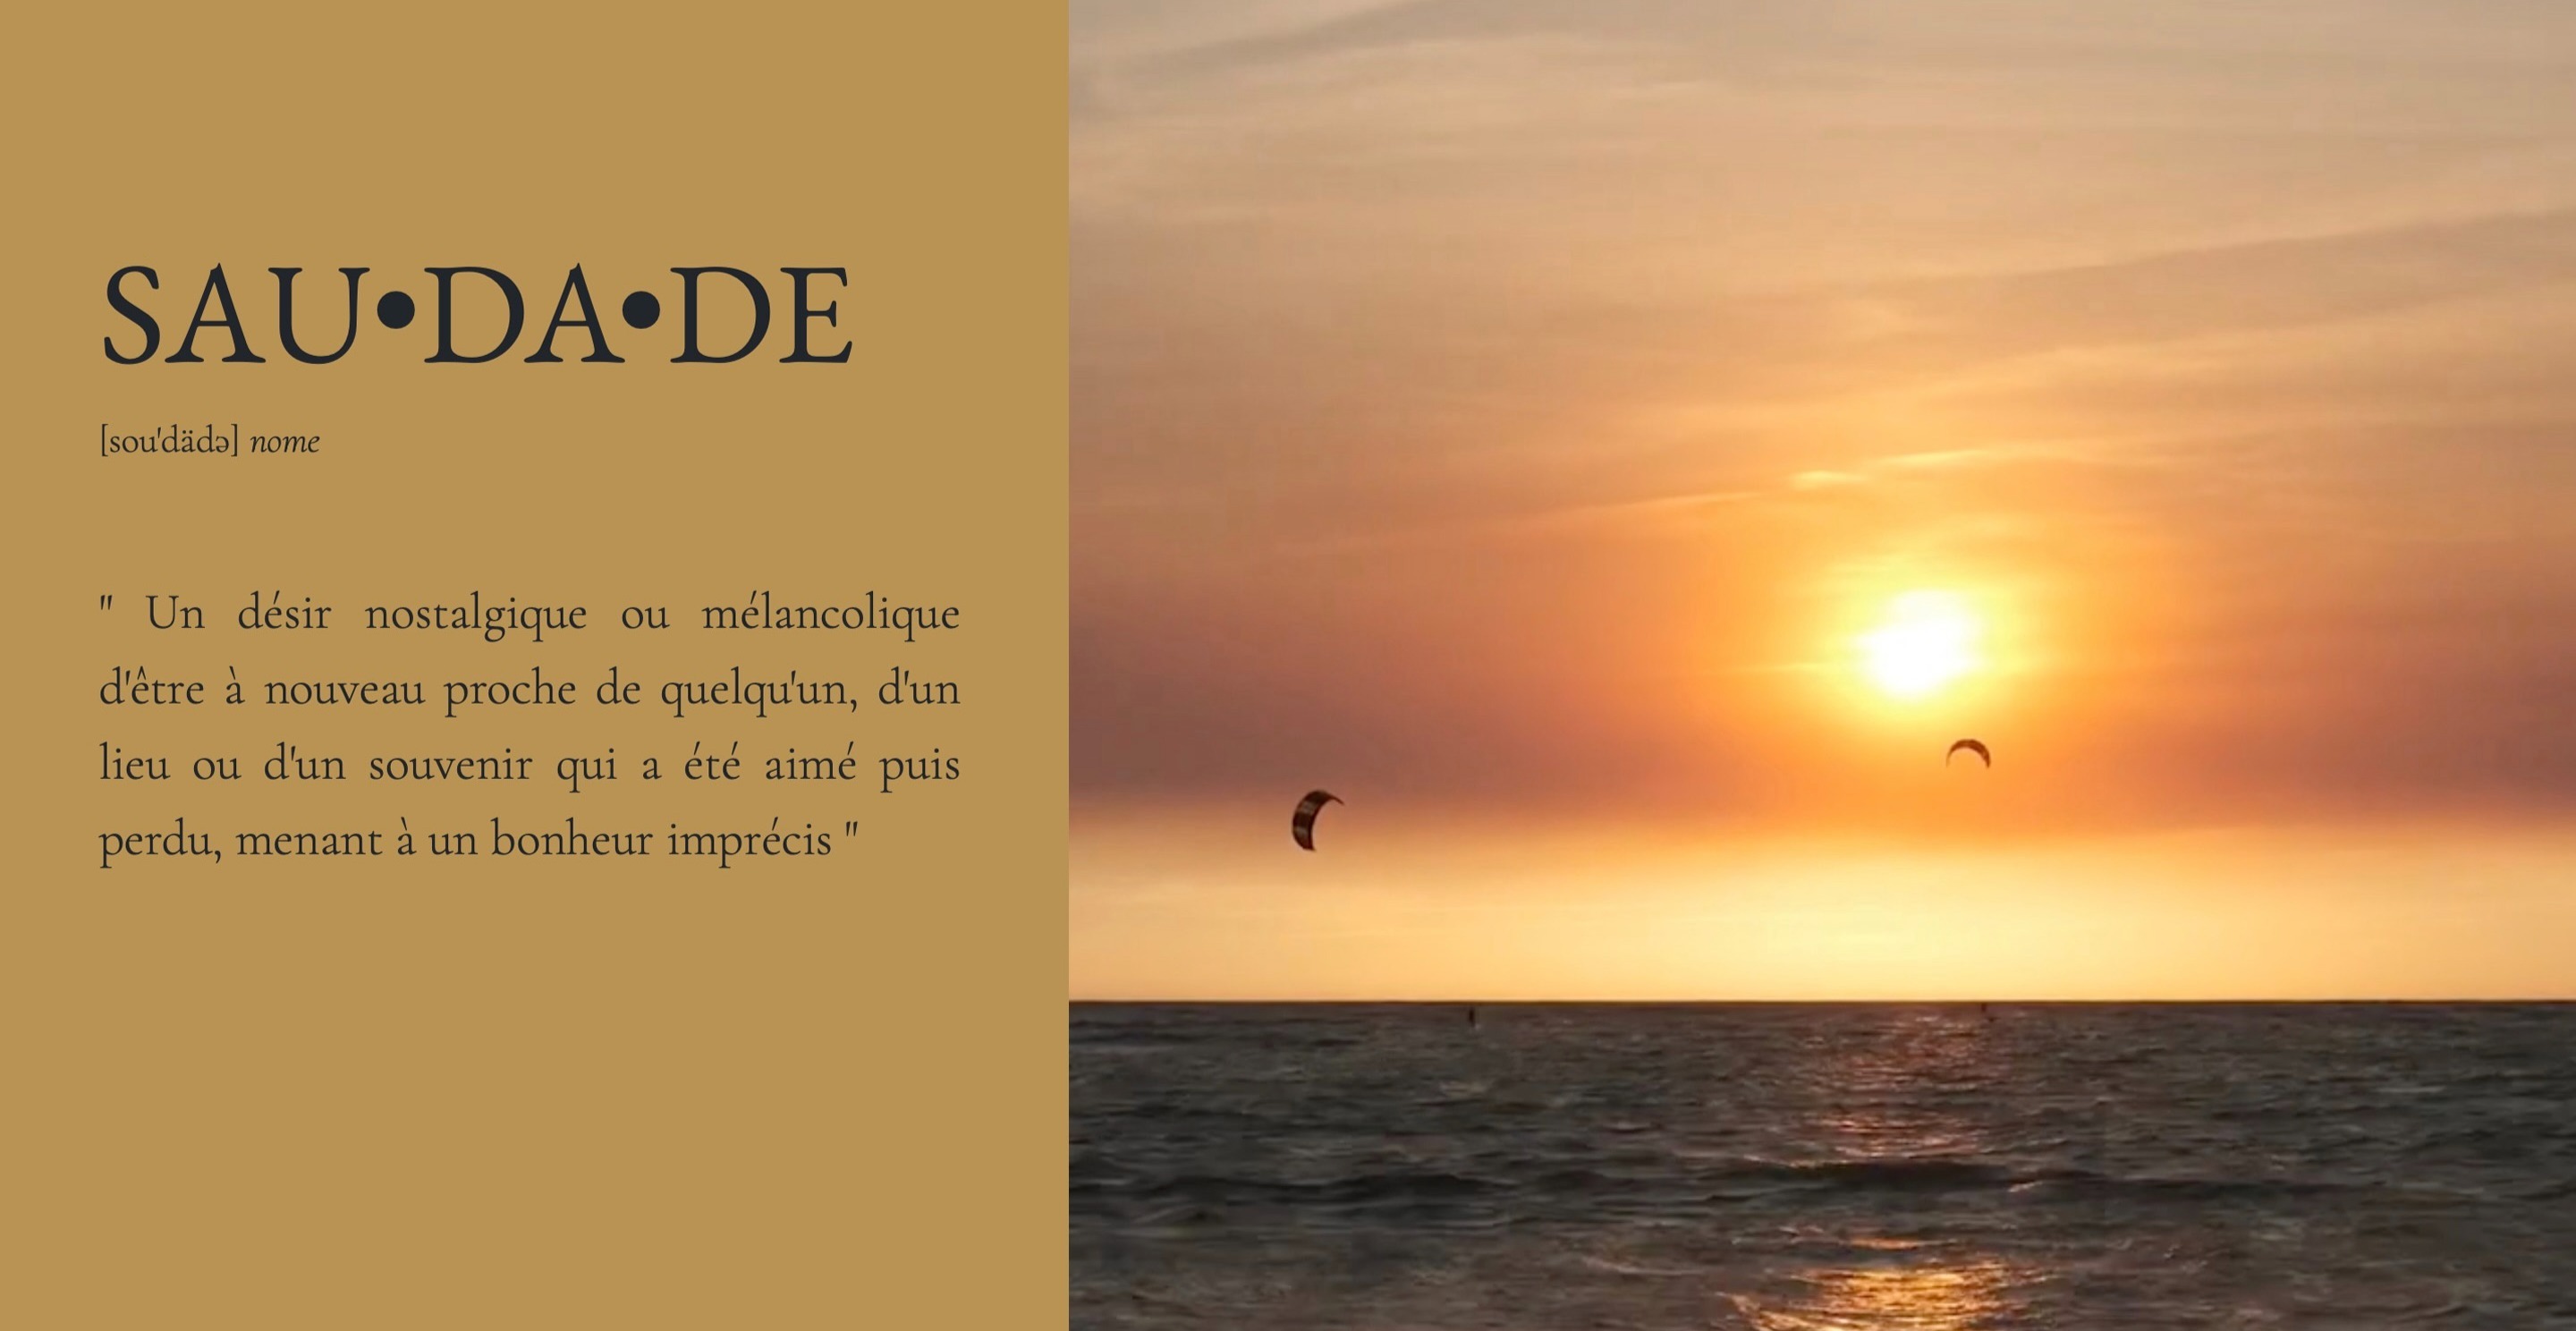 SAU•DA•DE
[sou'dädə] nome
" Un désir nostalgique ou mélancolique
d'être à nouveau proche de quelqu'un, d'un
lieu ou d'un souvenir qui a été aimé puis
perdu, menant à un bonheur imprécis "